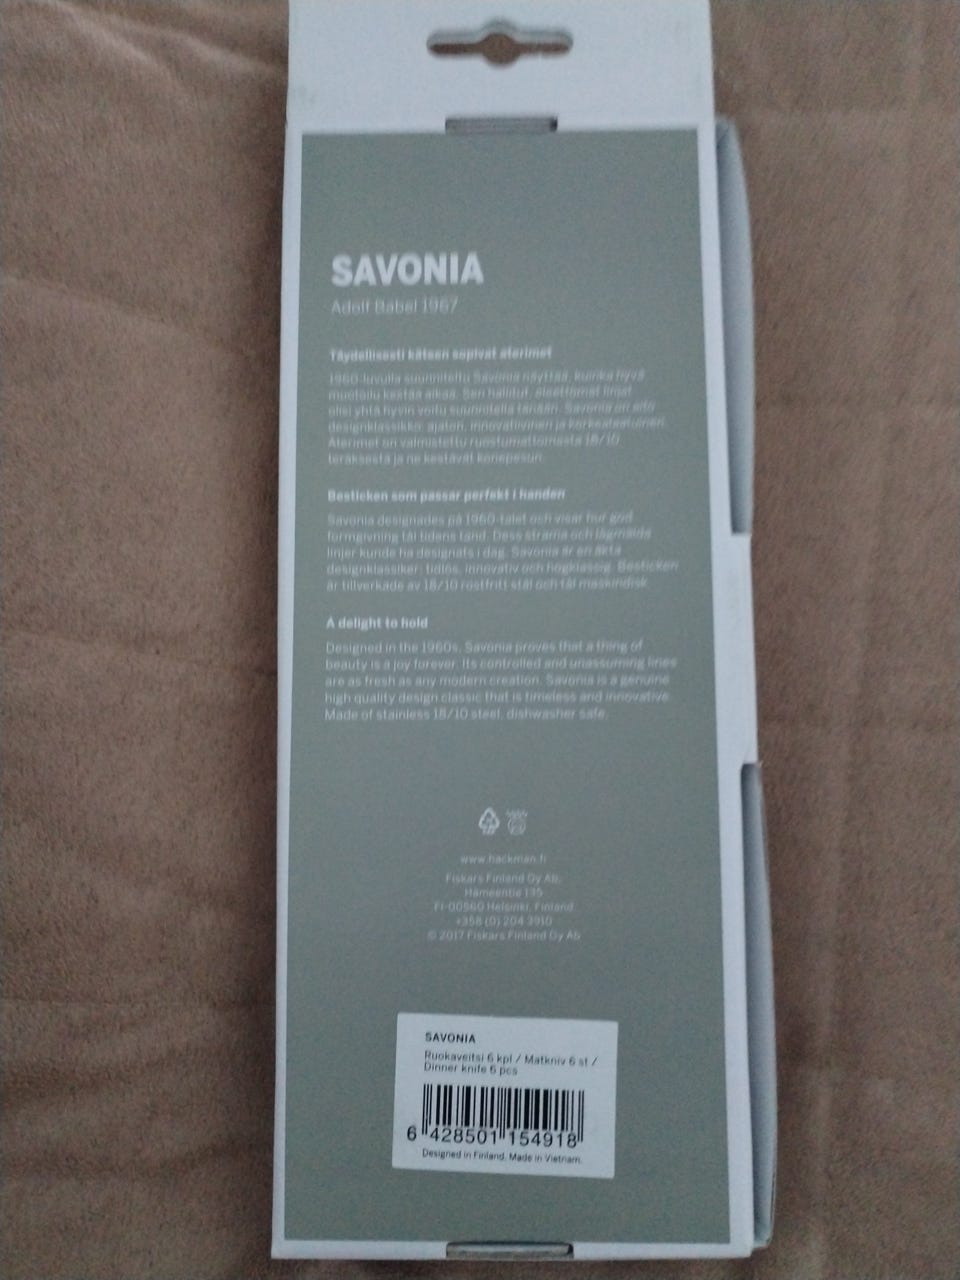 SAVONIA
Adolf Babel 1967
Täydellisesti käteen sopivat aterimet
1960-luvulla suunniteltu Savonia näyttää, kuinka hyvä
muotoilu kestää aikaa. Sen hallitut, eleettömät linjat
olisi yhtä hyvin voitu suunnitella tänään. Savonia on aito
designklassikko: ajaton, innovatiivinen ja korkealaatuinen.
Aterimet on valmistettu ruostumattomasta 18/10
teräksestä ja ne kestävät konepesun.
Besticken som passar perfekt i handen
Savonia designades på 1960-talet och visar hur god
formgivning tål tidens tand. Dess strama och lågmälda
linjer kunde ha designats i dag. Savonia är en äkta
designklassiker: tidlös, innovativ och högklassig. Besticken
är tillverkade av 18/10 rostfritt stål och tål maskindisk.
A delight to hold
Designed in the 1960s, Savonia proves that a thing of
beauty is a joy forever. Its controlled and unassuming lines
are as fresh as any modern creation. Savonia is a genuine
high quality design classic that is timeless and innovative.
Made of stainless 18/10 steel, dishwasher safe.
www.hackman.fi
Fiskars Finland Oy Ab,
Hämeentie 135
FI-00560 Helsinki, Finland
+358 (0) 204 3910
© 2017 Fiskars Finland Oy Ab
SAVONIA
Ruokaveitsi 6 kpl / Matkniv 6 st /
Dinner knife 6 pcs
6 428501 154918
Designed in Finland. Made in Vietnam.